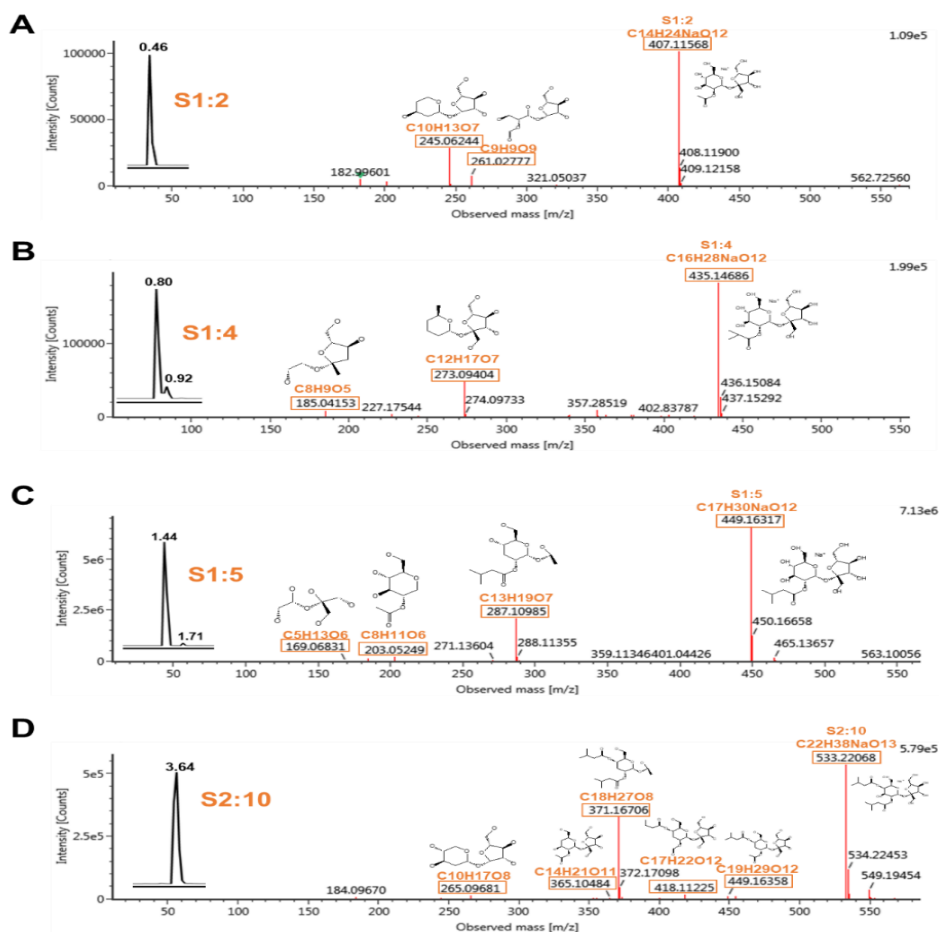 A
S1:2
C14H24NaO12
407.11568
1.09e5
0.46
S1:2
100000
50000
0
Intensity [Counts]
C10H13O7
245.06244
C9H9O9
261.02777
182.99601
321.05037
408.11900
409.12158
562.72560
50 100 150 200 250 300 350 400 450 500 550
Observed mass [m/z]
B
S1:4
C16H28NaO12
435.14686
1.99e5
0.80
0.92
S1:4
100000
0
Intensity [Counts]
C8H9O5
185.04153
227.17544
C12H17O7
273.09404
274.09733
357.28519
402.83787
436.15084
437.15292
100 150 200 250 300 350 400 450 500 550
Observed mass [m/z]
C
S1:5
C17H30NaO12
449.16317
7.13e6
1.44
1.71
S1:5
5e6
2.5e6
0
Intensity [Counts]
C5H13O6
169.06831
C8H11O6
203.05249
271.13604
C13H19O7
287.10985
288.11355
359.11346
401.04426
450.16658
465.13657
563.10056
50 100 150 200 250 300 350 400 450 500 550
Observed mass [m/z]
D
S2:10
C22H38NaO13
533.22068
5.79e5
3.64
S2:10
5e5
2.5e5
0
Intensity [Counts]
184.09670
C10H17O8
265.09681
C14H21O11
365.10484
C18H27O8
371.16706
372.17098
C17H22O12
418.11225
C19H29O12
449.16358
534.22453
549.19454
50 100 150 200 250 300 350 400 450 500 550
Observed mass [m/z]